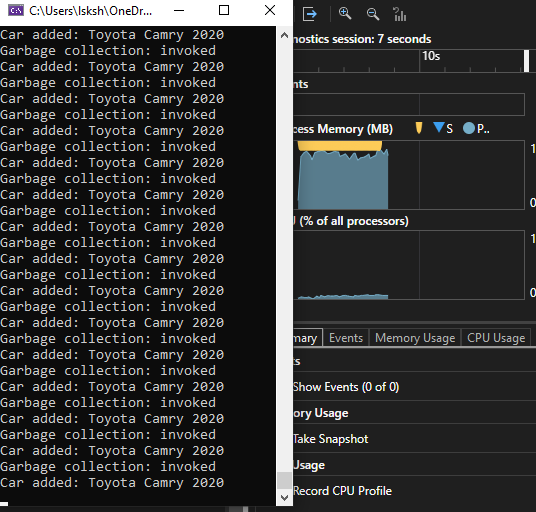 C:\Users\lsksh\OneDr...
Car added: Toyota Camry 2020
Garbage collection: invoked
Car added: Toyota Camry 2020
Garbage collection: invoked
Car added: Toyota Camry 2020
Garbage collection: invoked
Car added: Toyota Camry 2020
Garbage collection: invoked
Car added: Toyota Camry 2020
Garbage collection: invoked
Car added: Toyota Camry 2020
Garbage collection: invoked
Car added: Toyota Camry 2020
Garbage collection: invoked
Car added: Toyota Camry 2020
Garbage collection: invoked
Car added: Toyota Camry 2020
Garbage collection: invoked
Car added: Toyota Camry 2020
Garbage collection: invoked
Car added: Toyota Camry 2020
Garbage collection: invoked
Car added: Toyota Camry 2020
Garbage collection: invoked
Car added: Toyota Camry 2020
Garbage collection: invoked
Car added: Toyota Camry 2020
Garbage collection: invoked
Car added: Toyota Camry 2020
nostics session: 7 seconds
10s
nts
cess Memory (MB)
S
P..
1
0
(% of all processors)
1
0
mary
Events
Memory Usage
CPU Usage
ts
Show Events (0 of 0)
ory Usage
Take Snapshot
Usage
Record CPU Profile